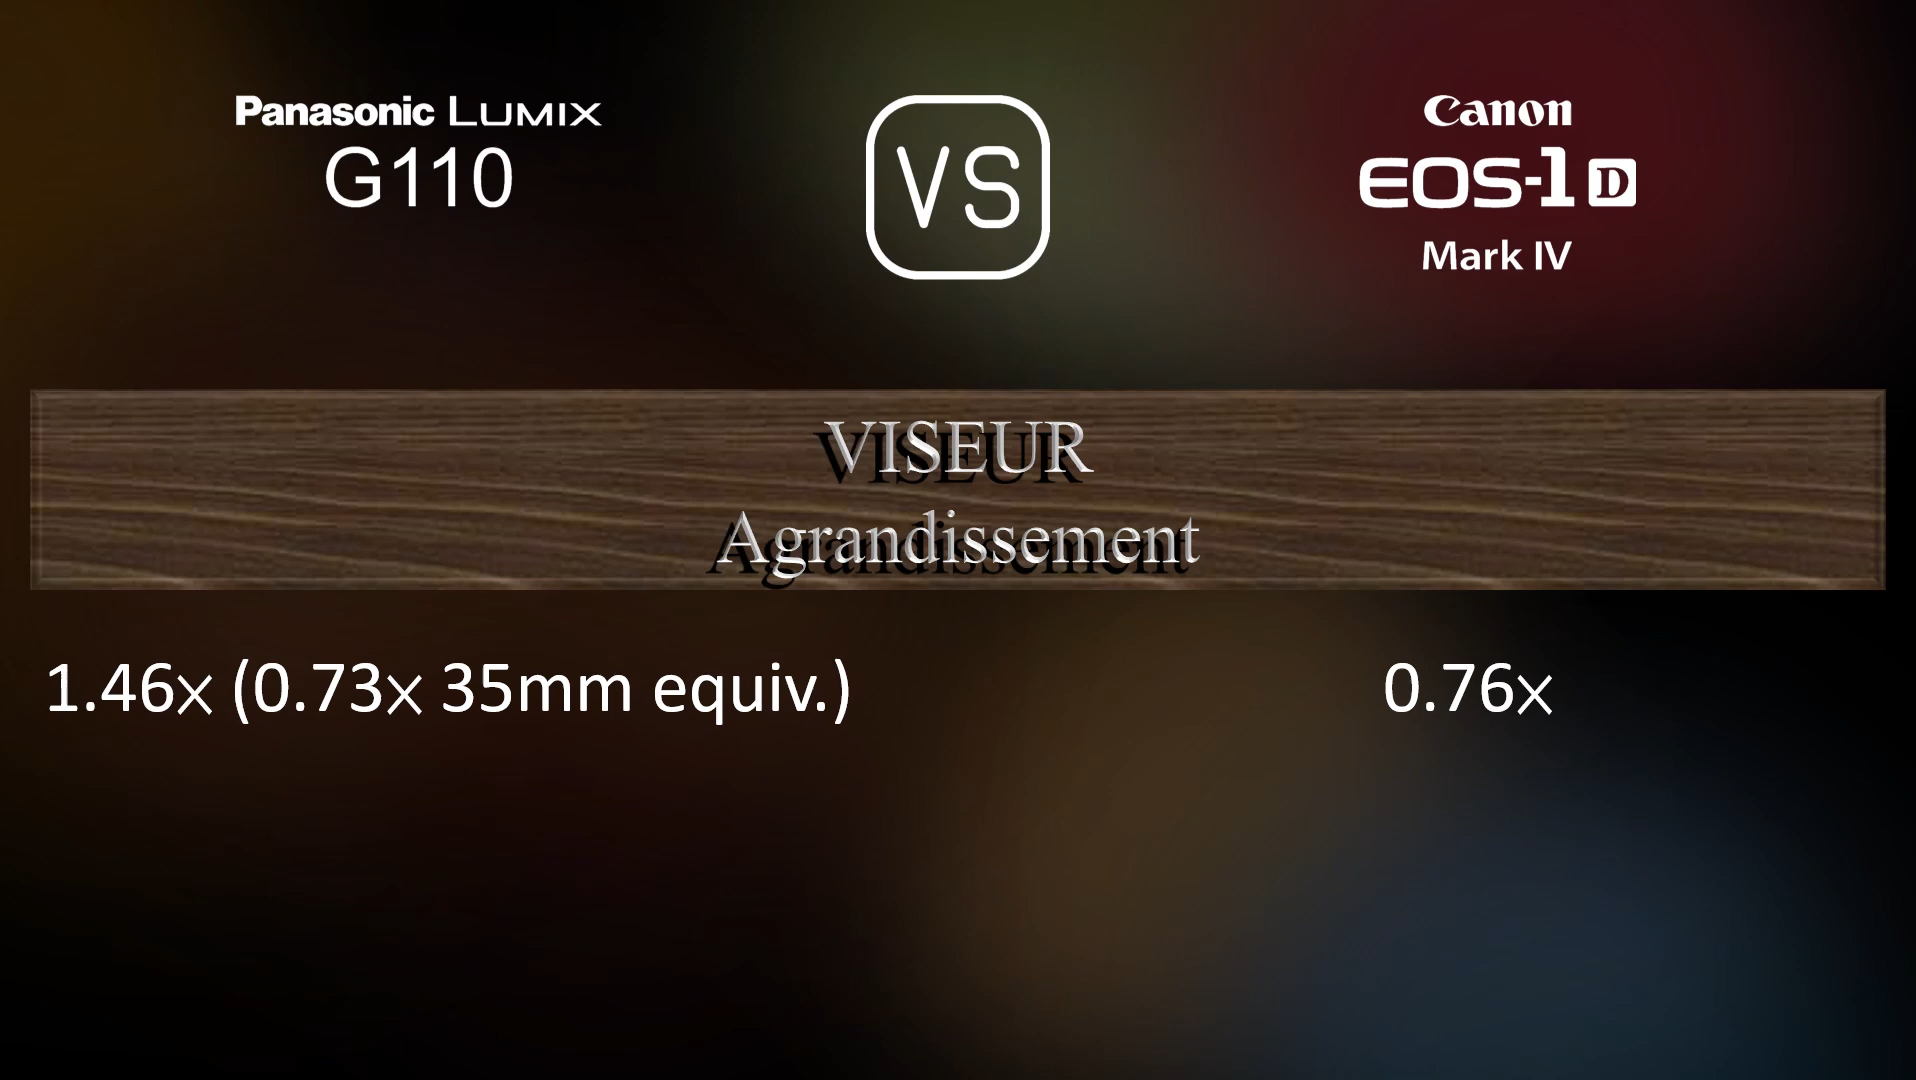 Panasonic LUMIX
G110
VS
Canon
EOS-1D
Mark IV
VISEUR
Agrandissement
1.46x (0.73x 35mm equiv.)
0.76x